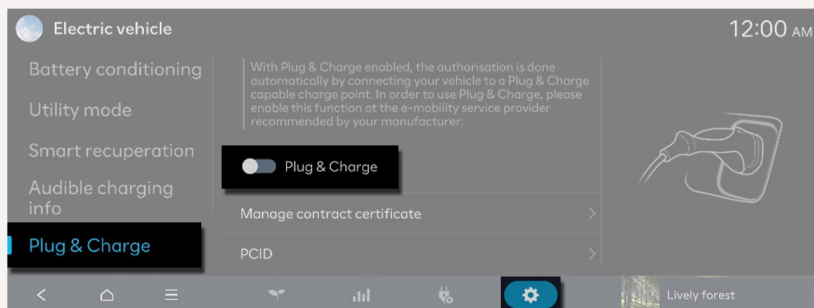 Electric vehicle
12:00 AM
Battery conditioning
Utility mode
Smart recuperation
Audible charging
info
Plug & Charge
With Plug & Charge enabled, the authorisation is done
automatically by connecting your vehicle to a Plug & Charge
capable charge point. In order to use Plug & Charge, please
enable this function at the e-mobility service provider
recommended by your manufacturer.
Plug & Charge
Manage contract certificate
PCID
Lively forest